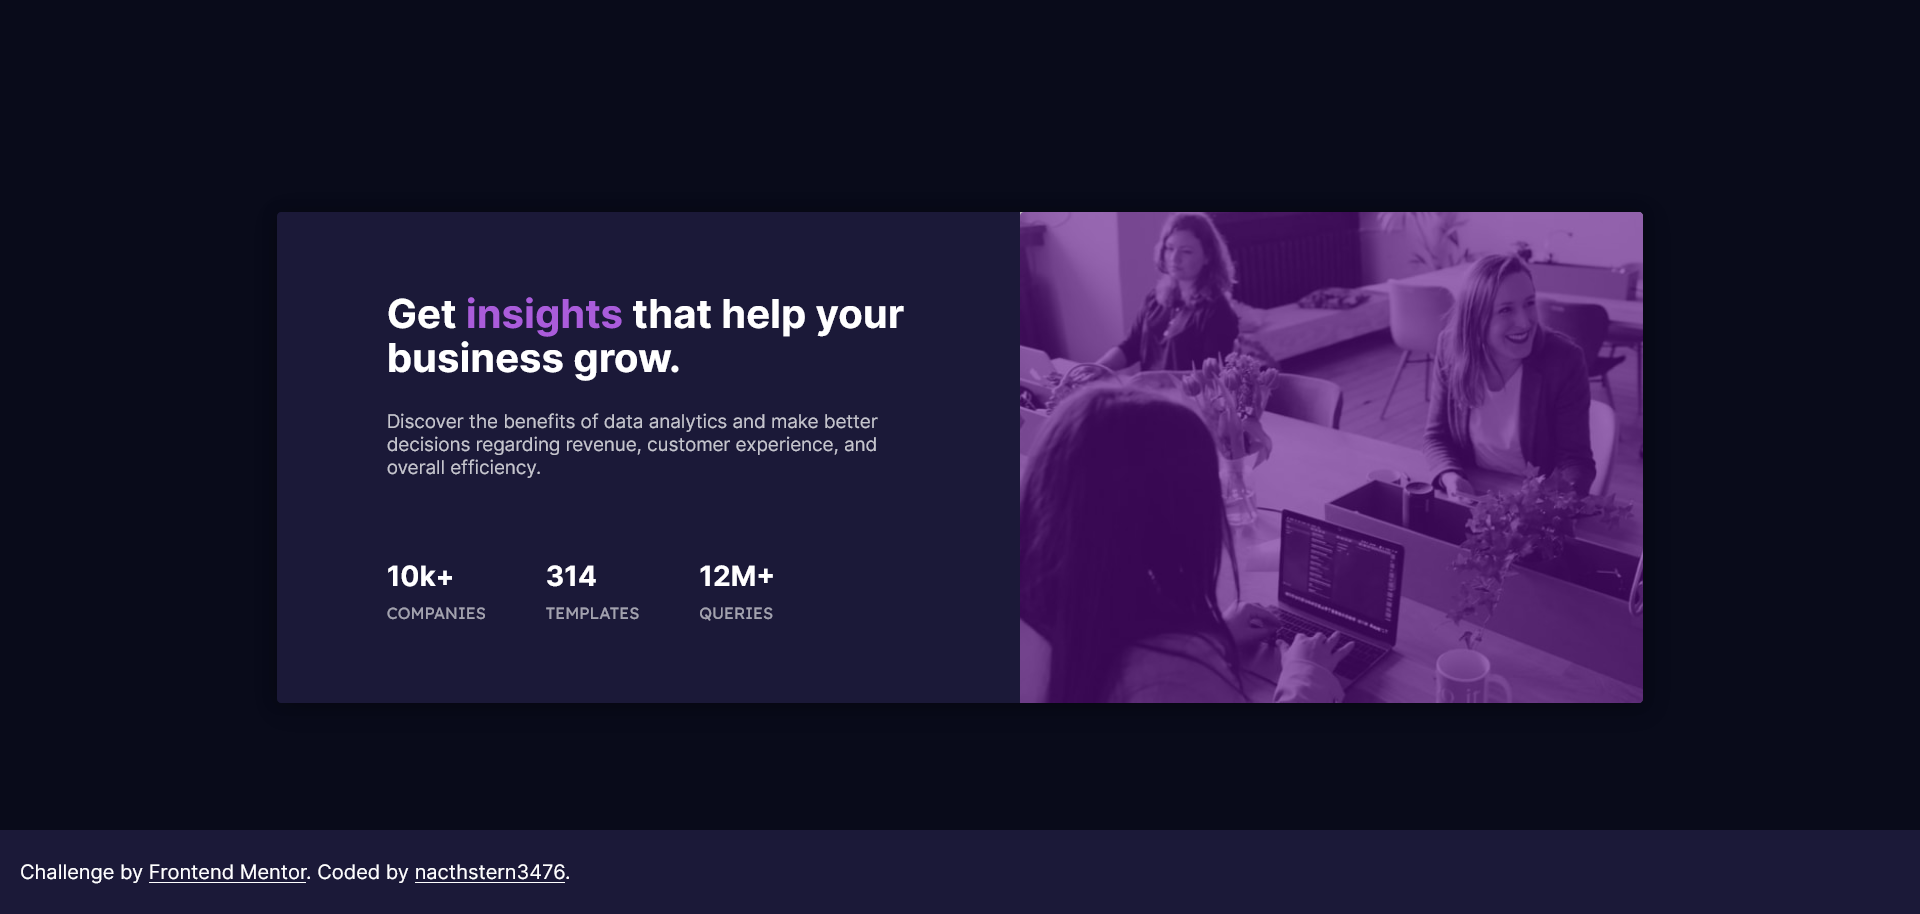 Get insights that help your
business grow.
Discover the benefits of data analytics and make better
decisions regarding revenue, customer experience, and
overall efficiency.
10k+ 314 12M+
COMPANIES TEMPLATES QUERIES
Challenge by Frontend Mentor. Coded by nacthstern3476.